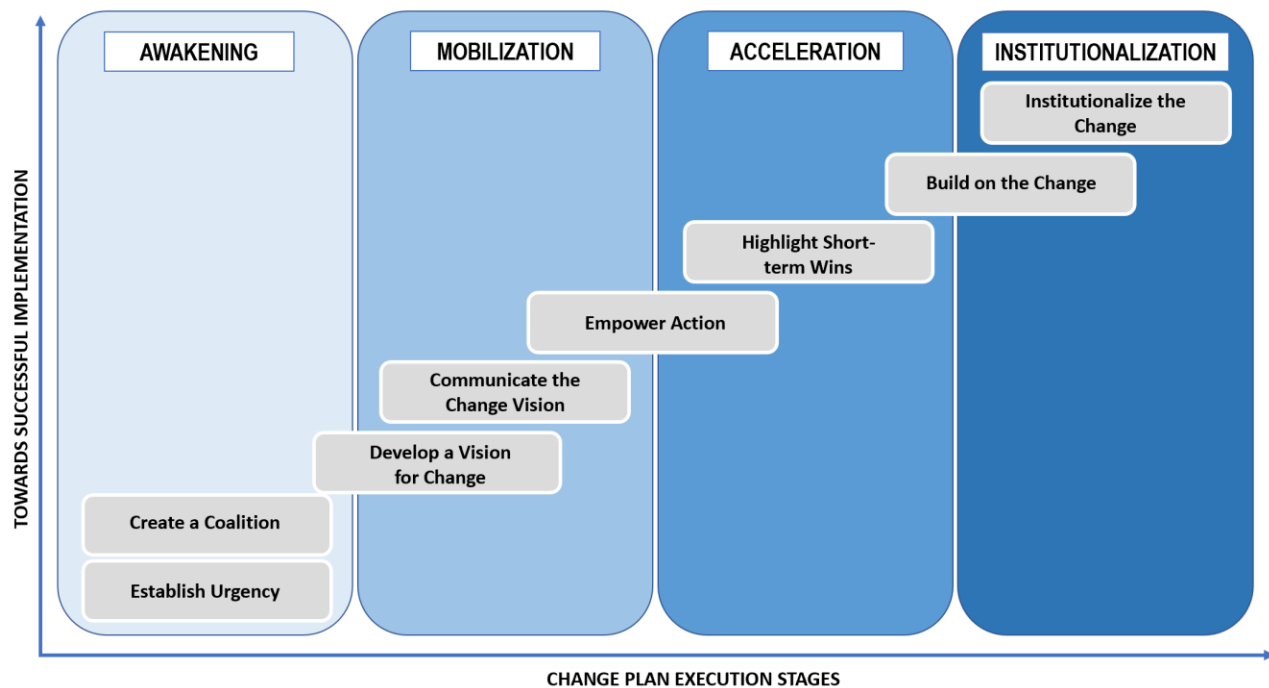 AWAKENING
MOBILIZATION
ACCELERATION
INSTITUTIONALIZATION
Institutionalize the
Change
Build on the Change
Highlight Short-
term Wins
Empower Action
Communicate the
Change Vision
Develop a Vision
for Change
Create a Coalition
Establish Urgency
TOWARDS SUCCESSFUL IMPLEMENTATION
CHANGE PLAN EXECUTION STAGES